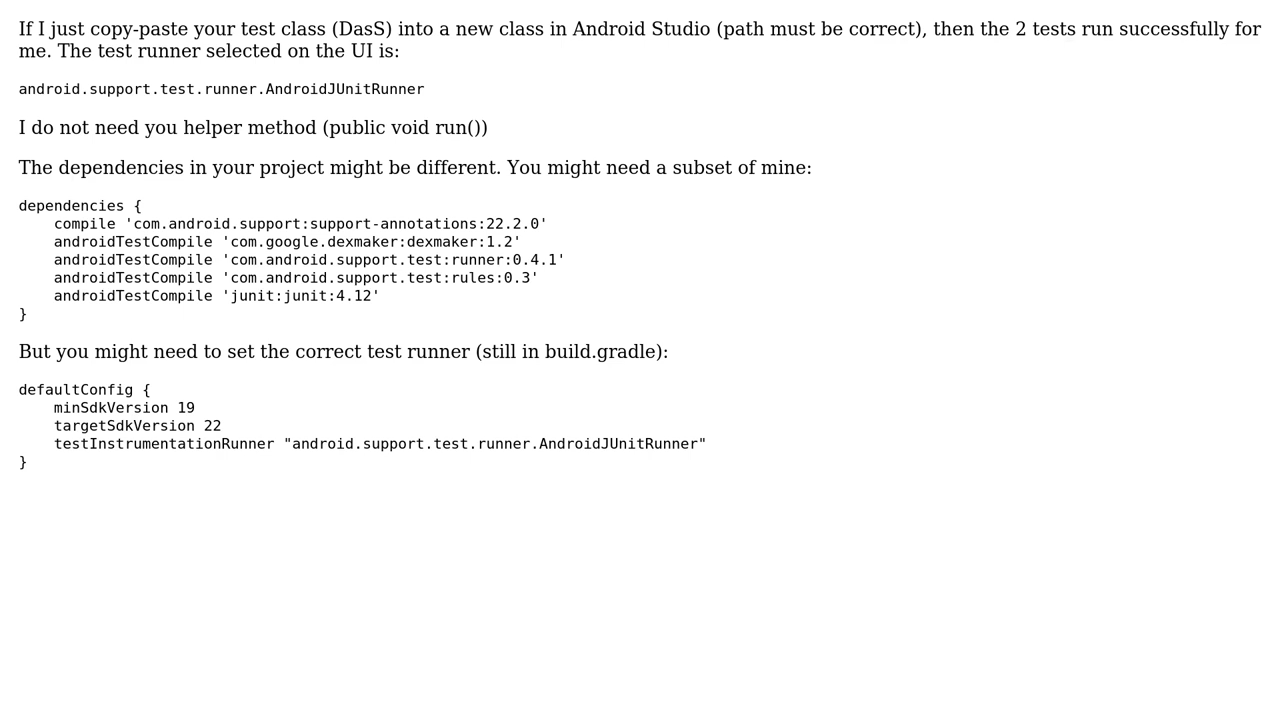 If I just copy-paste your test class (DasS) into a new class in Android Studio (path must be correct), then the 2 tests run successfully for
me. The test runner selected on the UI is:
android.support.test.runner.AndroidJUnitRunner
I do not need you helper method (public void run())
The dependencies in your project might be different. You might need a subset of mine:
dependencies {
    compile 'com.android.support:support-annotations:22.2.0'
    androidTestCompile 'com.google.dexmaker:dexmaker:1.2'
    androidTestCompile 'com.android.support.test:runner:0.4.1'
    androidTestCompile 'com.android.support.test:rules:0.3'
    androidTestCompile 'junit:junit:4.12'
}
But you might need to set the correct test runner (still in build.gradle):
defaultConfig {
    minSdkVersion 19
    targetSdkVersion 22
    testInstrumentationRunner "android.support.test.runner.AndroidJUnitRunner"
}